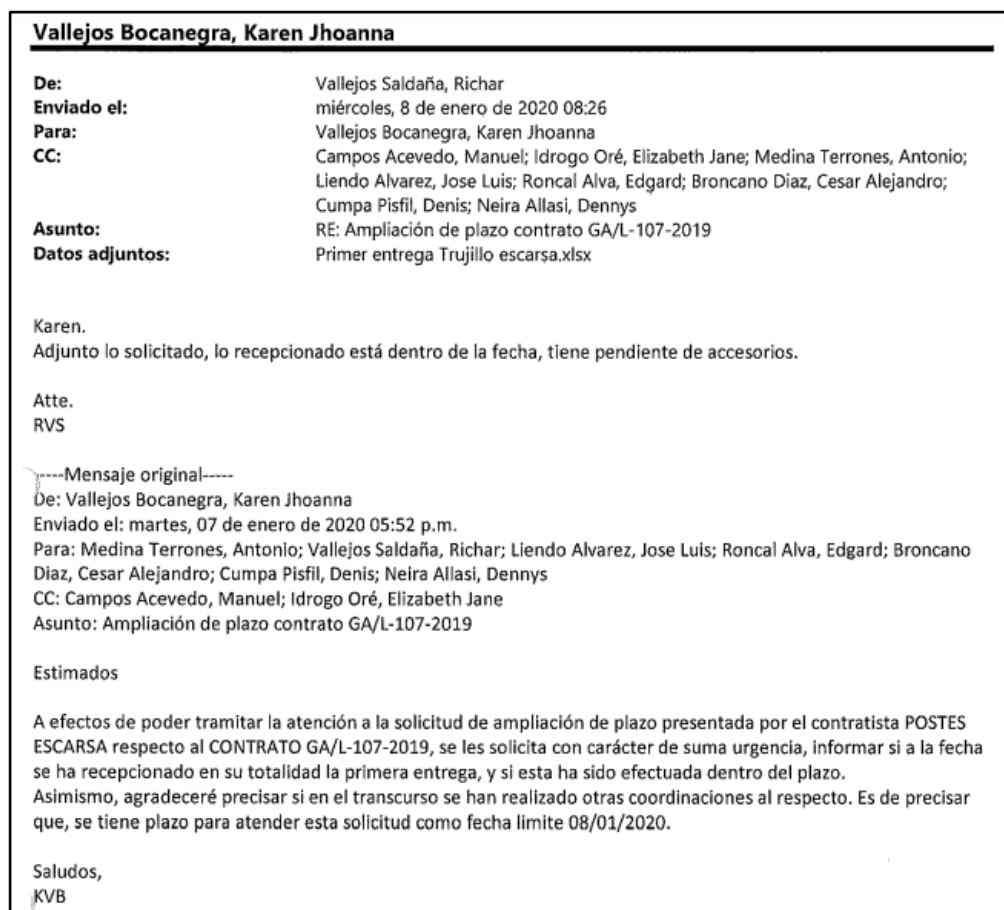 Vallejos Bocanegra, Karen Jhoanna
De: Vallejos Saldaña, Richar
Enviado el: miércoles, 8 de enero de 2020 08:26
Para: Vallejos Bocanegra, Karen Jhoanna
CC: Campos Acevedo, Manuel; Idrogo Oré, Elizabeth Jane; Medina Terrones, Antonio;
Liendo Alvarez, Jose Luis; Roncal Alva, Edgard; Broncano Diaz, Cesar Alejandro;
Cumpa Pisfil, Denis; Neira Allasi, Dennys
Asunto: RE: Ampliación de plazo contrato GA/L-107-2019
Datos adjuntos: Primer entrega Trujillo escarsa.xlsx
Karen.
Adjunto lo solicitado, lo recepcionado está dentro de la fecha, tiene pendiente de accesorios.
Atte.
RVS
-----Mensaje original-----
De: Vallejos Bocanegra, Karen Jhoanna
Enviado el: martes, 07 de enero de 2020 05:52 p.m.
Para: Medina Terrones, Antonio; Vallejos Saldaña, Richar; Liendo Alvarez, Jose Luis; Roncal Alva, Edgard; Broncano
Diaz, Cesar Alejandro; Cumpa Pisfil, Denis; Neira Allasi, Dennys
CC: Campos Acevedo, Manuel; Idrogo Oré, Elizabeth Jane
Asunto: Ampliación de plazo contrato GA/L-107-2019
Estimados
A efectos de poder tramitar la atención a la solicitud de ampliación de plazo presentada por el contratista POSTES
ESCARSA respecto al CONTRATO GA/L-107-2019, se les solicita con carácter de suma urgencia, informar si a la fecha
se ha recepcionado en su totalidad la primera entrega, y si esta ha sido efectuada dentro del plazo.
Asimismo, agradeceré precisar si en el transcurso se han realizado otras coordinaciones al respecto. Es de precisar
que, se tiene plazo para atender esta solicitud como fecha limite 08/01/2020.
Saludos,
KVB